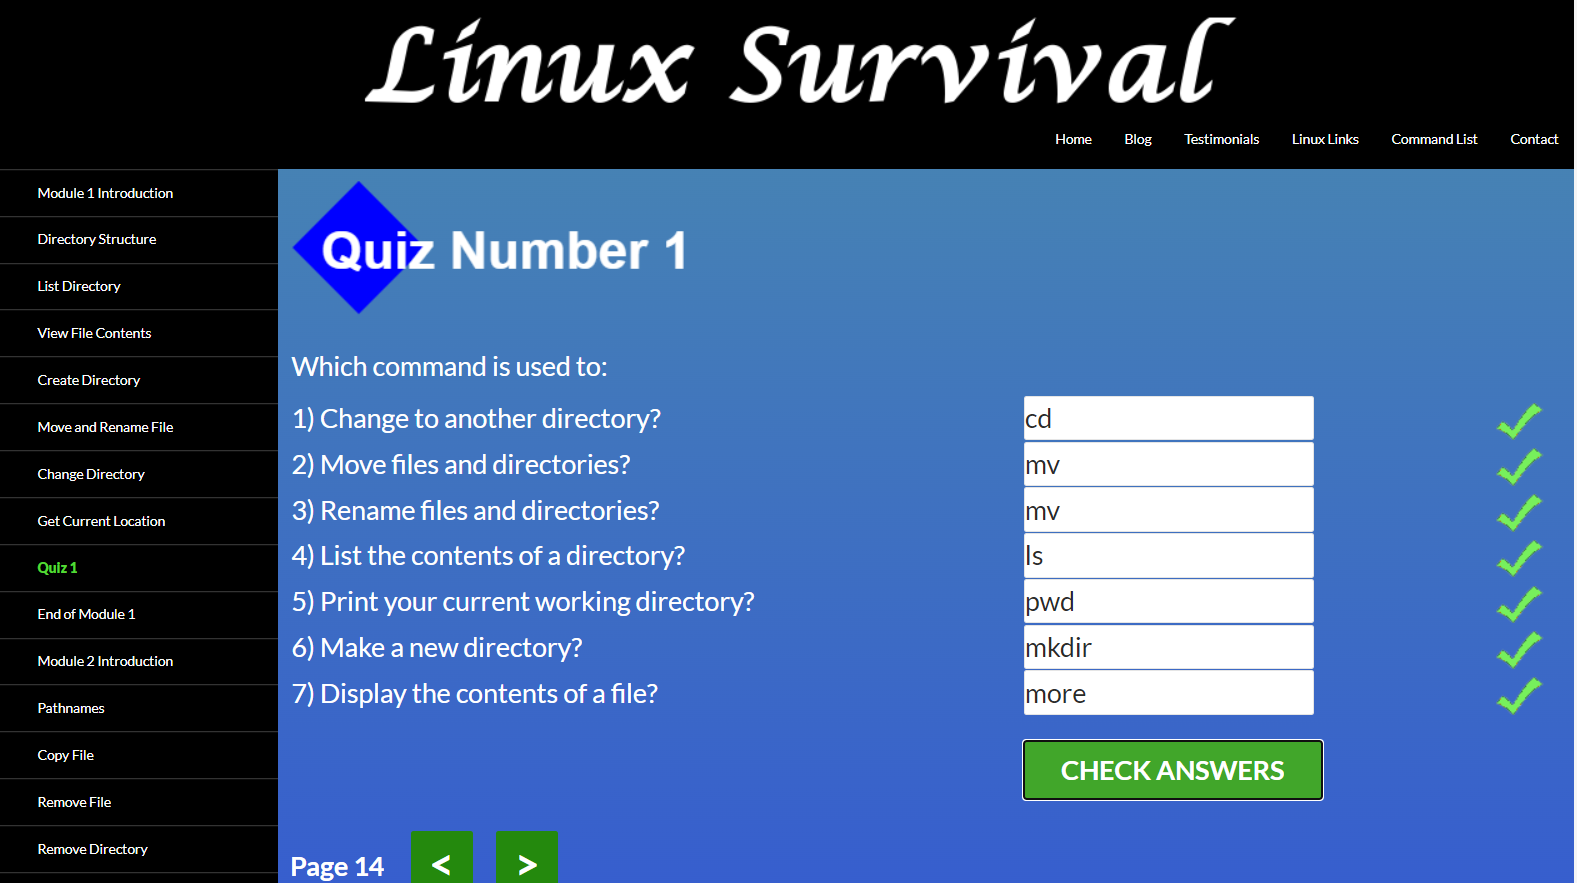 Linux Survival
Home Blog Testimonials Linux Links Command List Contact
Module 1 Introduction
Directory Structure
List Directory
View File Contents
Create Directory
Move and Rename File
Change Directory
Get Current Location
Quiz 1
End of Module 1
Module 2 Introduction
Pathnames
Copy File
Remove File
Remove Directory
Quiz Number 1
Which command is used to:
1) Change to another directory? cd
2) Move files and directories? mv
3) Rename files and directories? mv
4) List the contents of a directory? ls
5) Print your current working directory? pwd
6) Make a new directory? mkdir
7) Display the contents of a file? more
CHECK ANSWERS
Page 14 < >